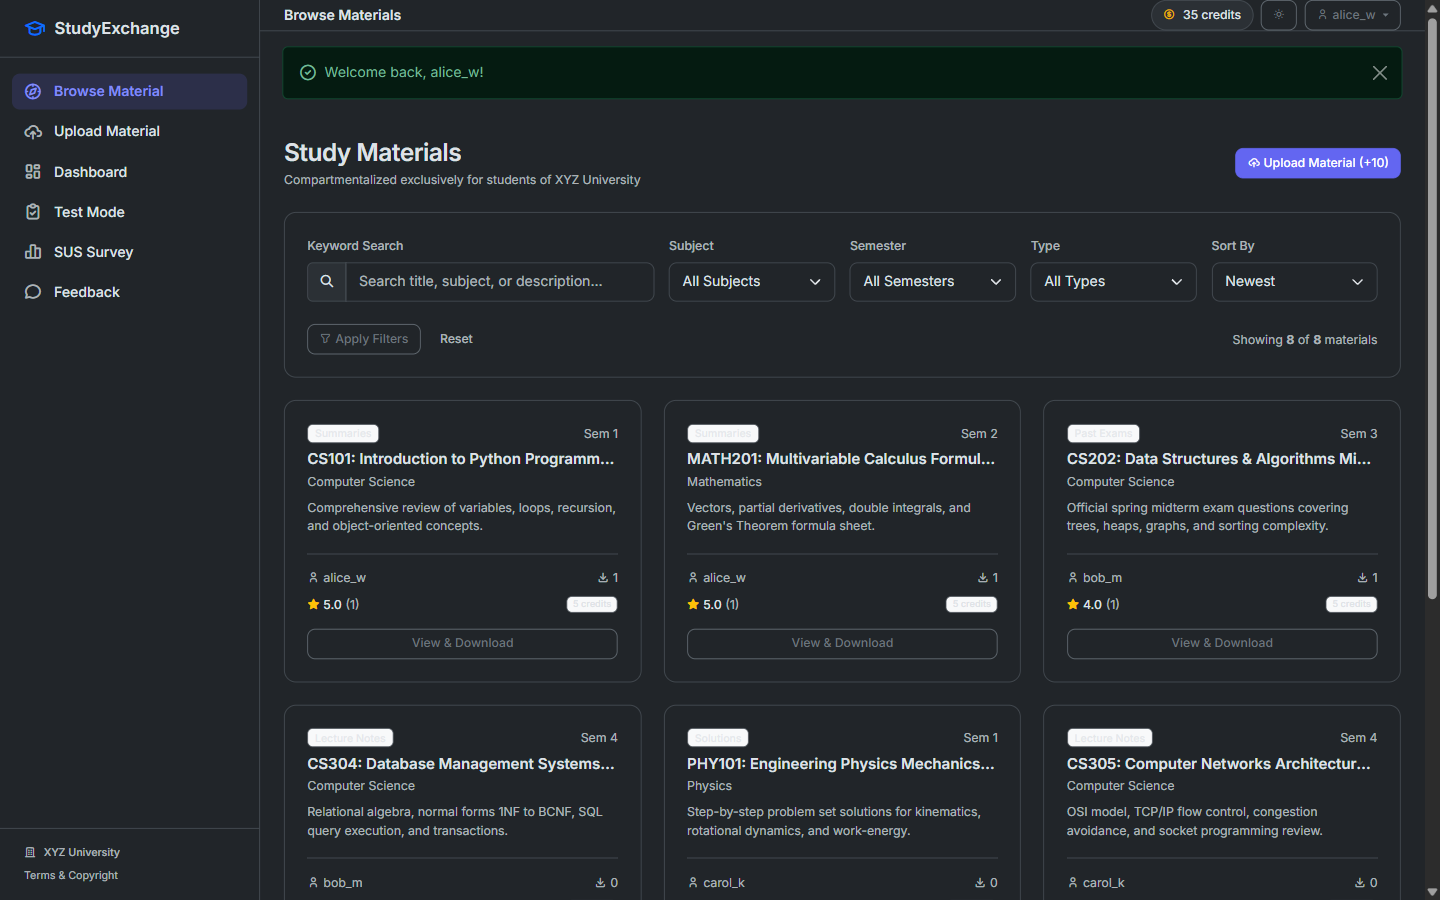 StudyExchange
Browse Material
Upload Material
Dashboard
Test Mode
SUS Survey
Feedback
XYZ University
Terms & Copyright
Browse Materials
35 credits
alice_w
Welcome back, alice_w!
Study Materials
Compartmentalized exclusively for students of XYZ University
Upload Material (+10)
Keyword Search
Search title, subject, or description...
Subject
All Subjects
Semester
All Semesters
Type
All Types
Sort By
Newest
Apply Filters
Reset
Showing 8 of 8 materials
Summaries
Sem 1
CS101: Introduction to Python Programm...
Computer Science
Comprehensive review of variables, loops, recursion,
and object-oriented concepts.
alice_w
1
5.0 (1)
5 credits
View & Download
Summaries
Sem 2
MATH201: Multivariable Calculus Formul...
Mathematics
Vectors, partial derivatives, double integrals, and
Green's Theorem formula sheet.
alice_w
1
5.0 (1)
5 credits
View & Download
Past Exams
Sem 3
CS202: Data Structures & Algorithms Mi...
Computer Science
Official spring midterm exam questions covering
trees, heaps, graphs, and sorting complexity.
bob_m
1
4.0 (1)
5 credits
View & Download
Lecture Notes
Sem 4
CS304: Database Management Systems...
Computer Science
Relational algebra, normal forms 1NF to BCNF, SQL
query execution, and transactions.
bob_m
0
Solutions
Sem 1
PHY101: Engineering Physics Mechanics...
Physics
Step-by-step problem set solutions for kinematics,
rotational dynamics, and work-energy.
carol_k
0
Lecture Notes
Sem 4
CS305: Computer Networks Architectur...
Computer Science
OSI model, TCP/IP flow control, congestion
avoidance, and socket programming review.
carol_k
0